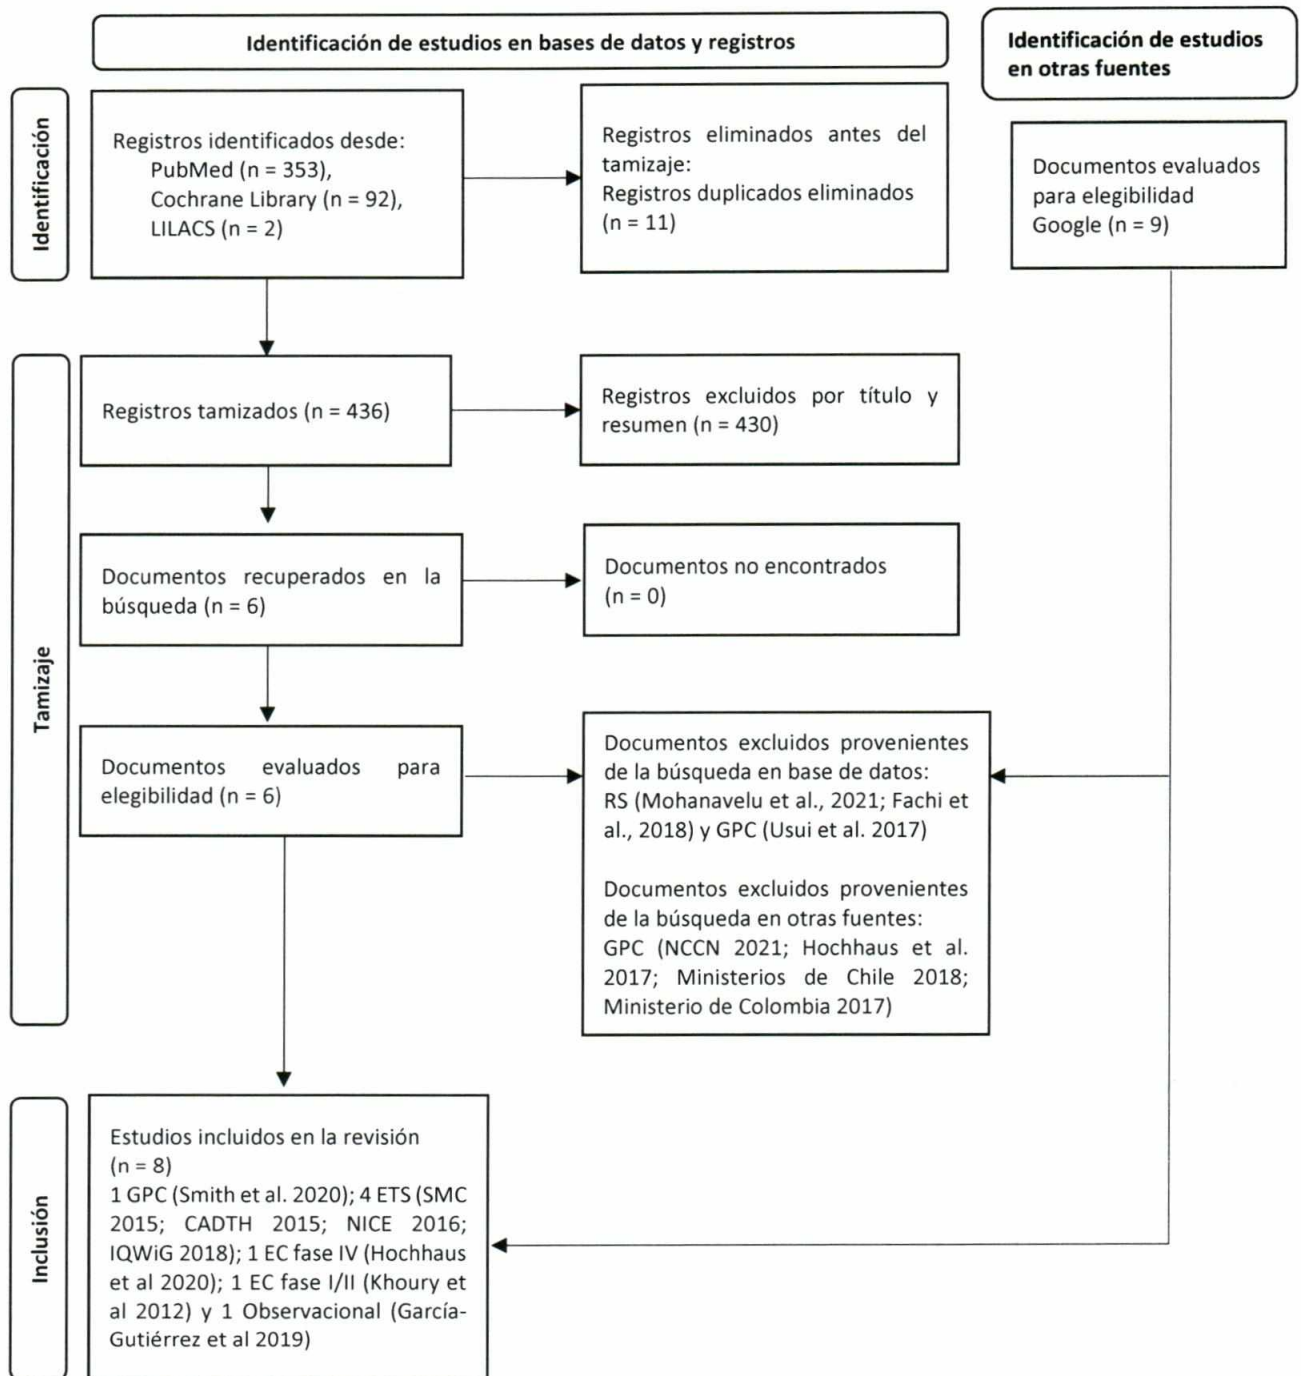 Identificación de estudios en bases de datos y registros
Identificación de estudios
en otras fuentes
Identificación
Registros identificados desde:
PubMed (n = 353),
Cochrane Library (n = 92),
LILACS (n = 2)
Registros eliminados antes del
tamizaje:
Registros duplicados eliminados
(n = 11)
Documentos evaluados
para elegibilidad
Google (n = 9)
Tamizaje
Registros tamizados (n = 436)
Registros excluidos por título y
resumen (n = 430)
Documentos recuperados en la
búsqueda (n = 6)
Documentos no encontrados
(n = 0)
Documentos evaluados para
elegibilidad (n = 6)
Documentos excluidos provenientes
de la búsqueda en base de datos:
RS (Mohanavelu et al., 2021; Fachi et
al., 2018) y GPC (Usui et al. 2017)
Documentos excluidos provenientes
de la búsqueda en otras fuentes:
GPC (NCCN 2021; Hochhaus et al.
2017; Ministerios de Chile 2018;
Ministerio de Colombia 2017)
Inclusión
Estudios incluidos en la revisión
(n = 8)
1 GPC (Smith et al. 2020); 4 ETS (SMC
2015; CADTH 2015; NICE 2016;
IQWiG 2018); 1 EC fase IV (Hochhaus
et al 2020); 1 EC fase I/II (Khoury et
al 2012) y 1 Observacional (García-
Gutiérrez et al 2019)